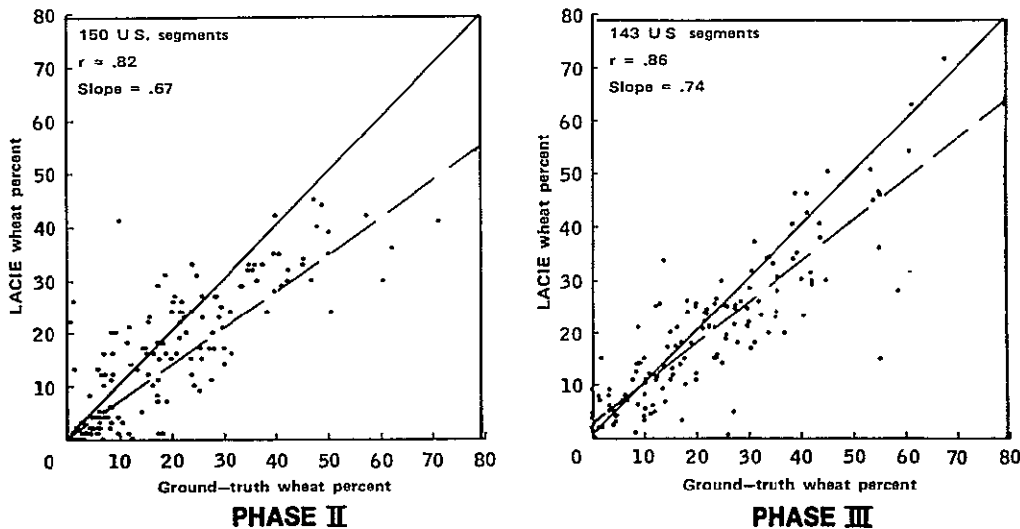 80
70
60
50
40
30
20
10
0
10 20 30 40 50 60 70 80
LACIE wheat percent
Ground—truth wheat percent
150 U S. segments
r = .82
Slope = .67
PHASE II
80
70
60
50
40
30
20
10
0
10 20 30 40 50 60 70 80
LACIE wheat percent
Ground—truth wheat percent
143 U S segments
r = .86
Slope = .74
PHASE III